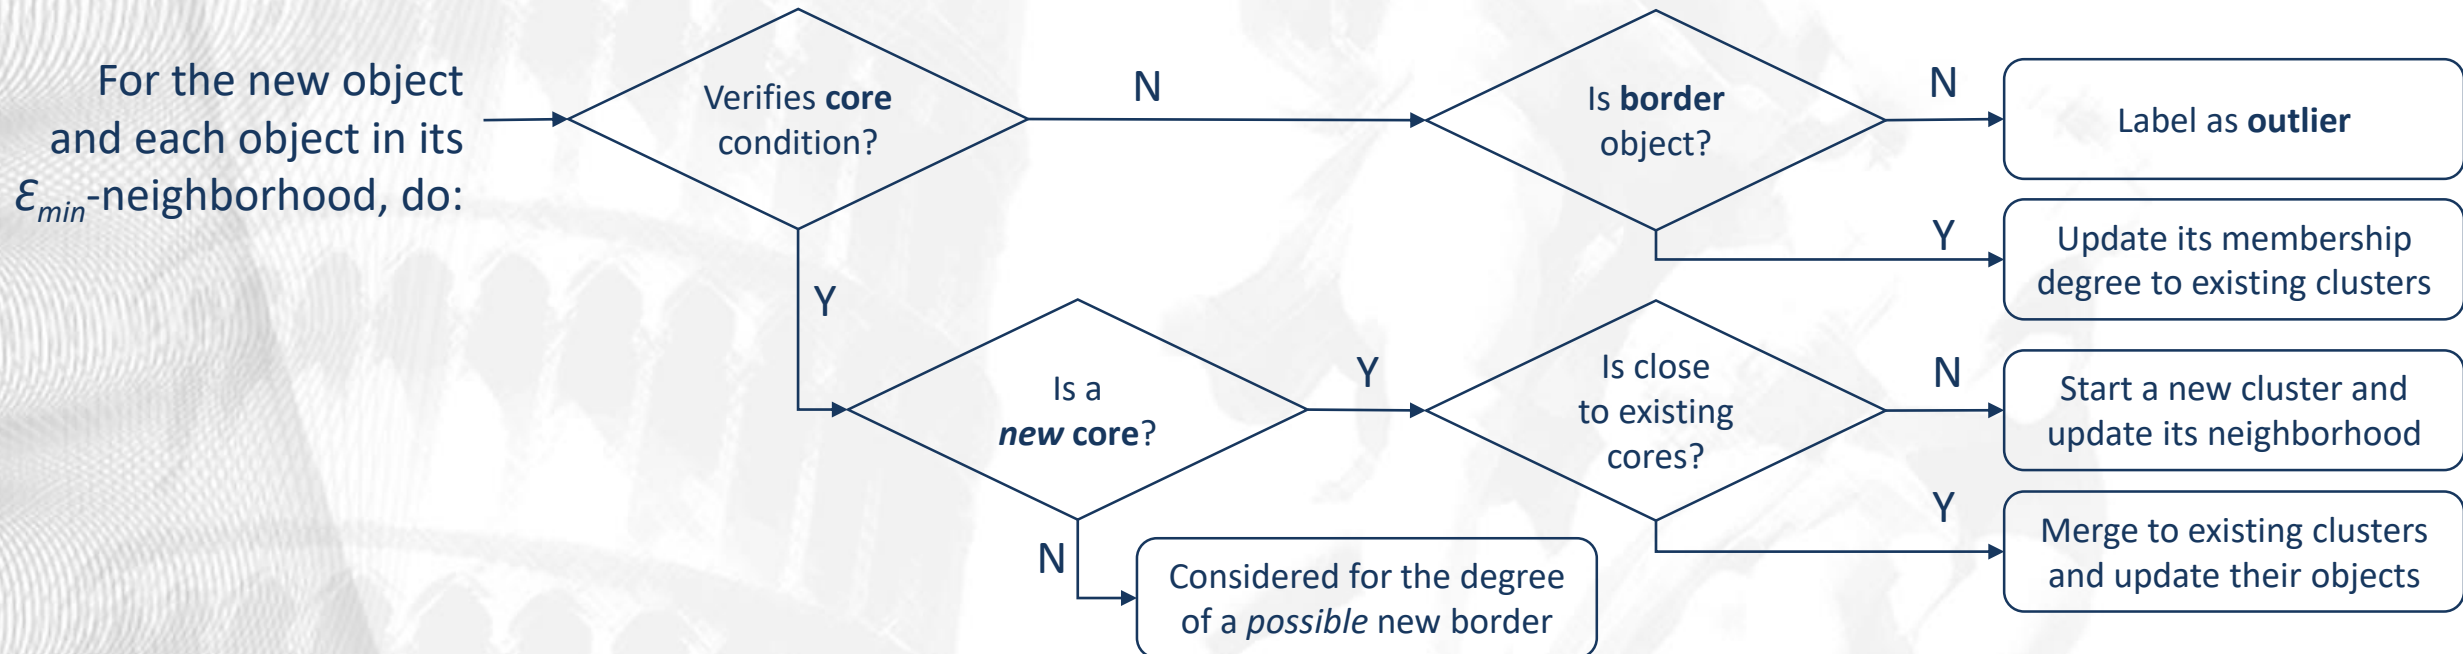 For the new object
and each object in its
Ɛmin-neighborhood, do:
Verifies core
condition?
N
Is border
object?
N
Label as outlier
Y
Update its membership
degree to existing clusters
Y
Is a
new core?
Y
Is close
to existing
cores?
N
Start a new cluster and
update its neighborhood
Y
Merge to existing clusters
and update their objects
N
Considered for the degree
of a possible new border